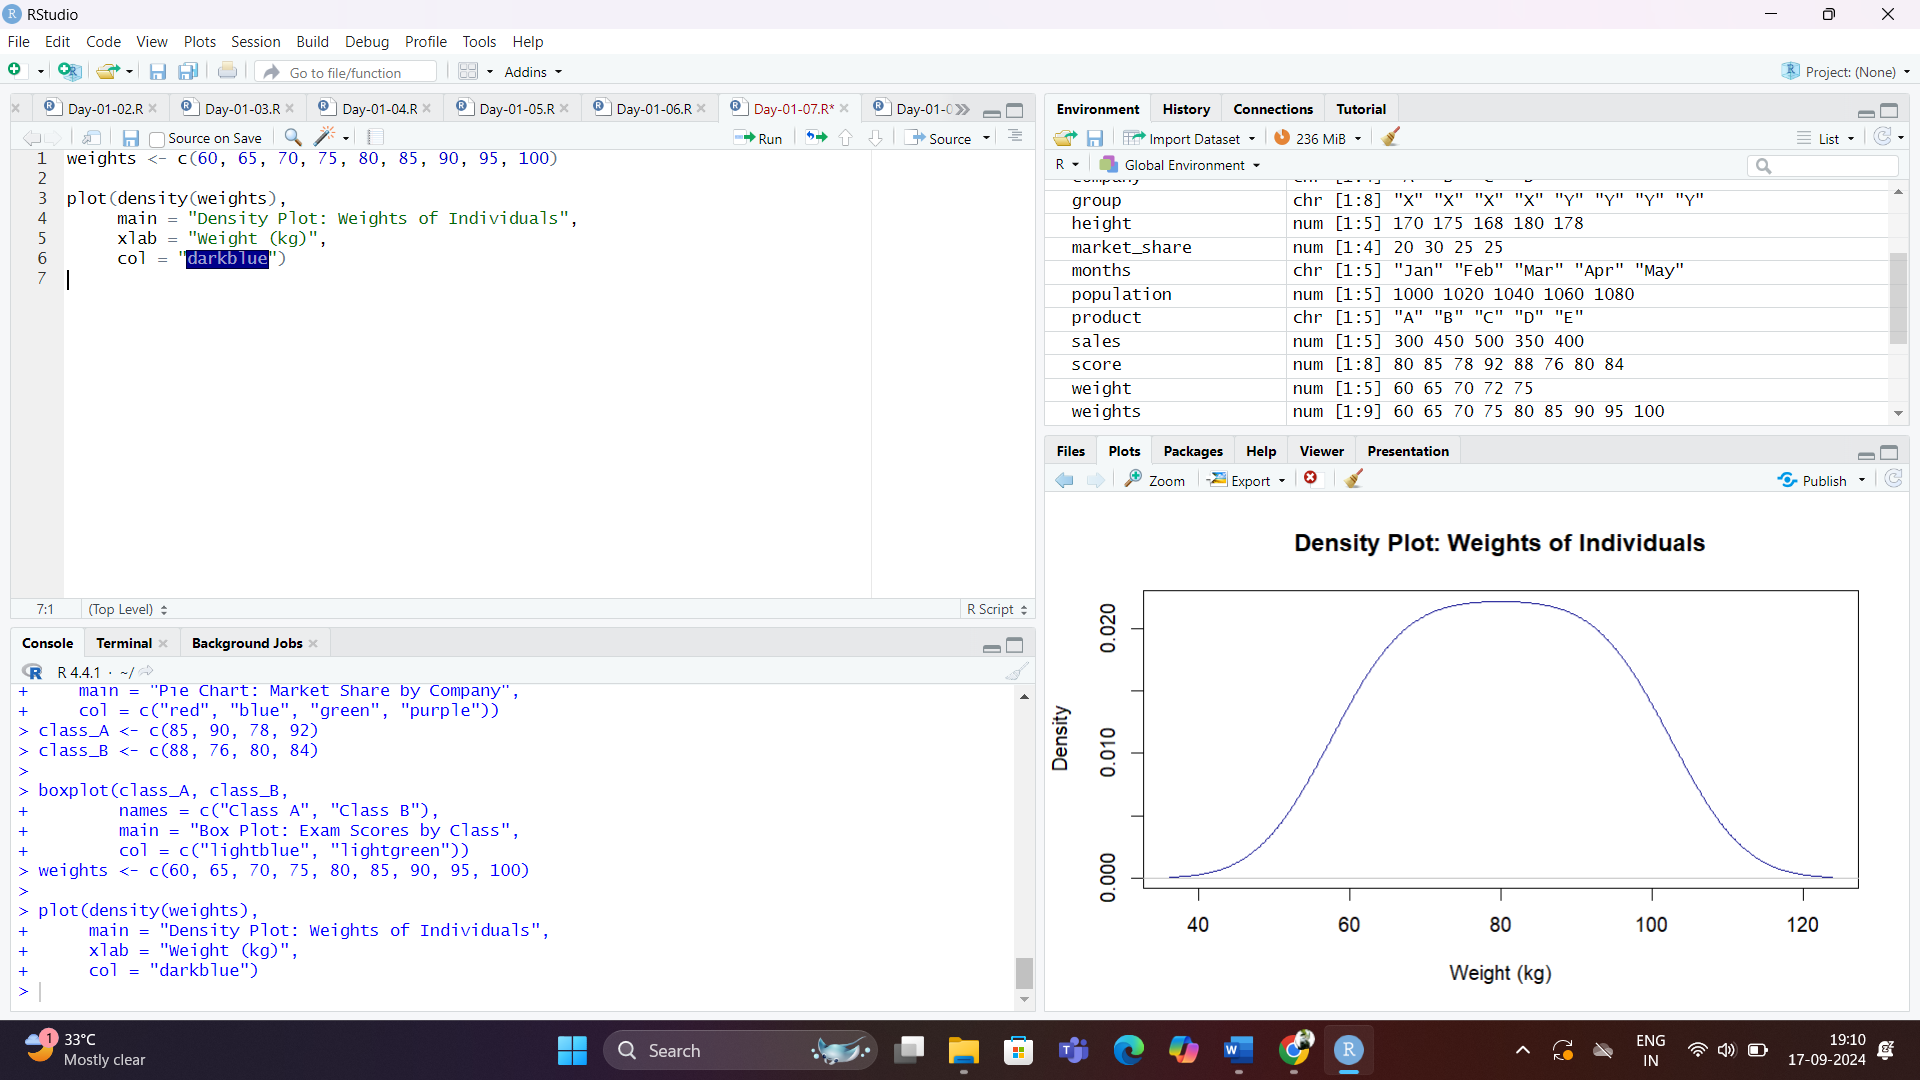 RStudio
File Edit Code View Plots Session Build Debug Profile Tools Help
Go to file/function Addins Project: (None)
Day-01-02.R Day-01-03.R Day-01-04.R Day-01-05.R Day-01-06.R Day-01-07.R* Day-01-0
Source on Save Run Source
1 weights <- c(60, 65, 70, 75, 80, 85, 90, 95, 100)
2
3 plot(density(weights),
4 main = "Density Plot: Weights of Individuals",
5 xlab = "Weight (kg)",
6 col = "darkblue")
7
7:1 (Top Level) R Script
Console Terminal Background Jobs
R 4.4.1 · ~/
+ main = "Pie Chart: Market Share by Company",
+ col = c("red", "blue", "green", "purple"))
> class_A <- c(85, 90, 78, 92)
> class_B <- c(88, 76, 80, 84)
>
> boxplot(class_A, class_B,
+ names = c("Class A", "Class B"),
+ main = "Box Plot: Exam Scores by Class",
+ col = c("lightblue", "lightgreen"))
> weights <- c(60, 65, 70, 75, 80, 85, 90, 95, 100)
>
> plot(density(weights),
+ main = "Density Plot: Weights of Individuals",
+ xlab = "Weight (kg)",
+ col = "darkblue")
>
Environment History Connections Tutorial
Import Dataset 236 MiB List
R Global Environment
group chr [1:8] "X" "X" "X" "X" "Y" "Y" "Y" "Y"
height num [1:5] 170 175 168 180 178
market_share num [1:4] 20 30 25 25
months chr [1:5] "Jan" "Feb" "Mar" "Apr" "May"
population num [1:5] 1000 1020 1040 1060 1080
product chr [1:5] "A" "B" "C" "D" "E"
sales num [1:5] 300 450 500 350 400
score num [1:8] 80 85 78 92 88 76 80 84
weight num [1:5] 60 65 70 72 75
weights num [1:9] 60 65 70 75 80 85 90 95 100
Files Plots Packages Help Viewer Presentation
Zoom Export Publish
Density Plot: Weights of Individuals
Density
0.020
0.010
0.000
40 60 80 100 120
Weight (kg)
1
33°C
Mostly clear
Search
ENG
IN
19:10
17-09-2024